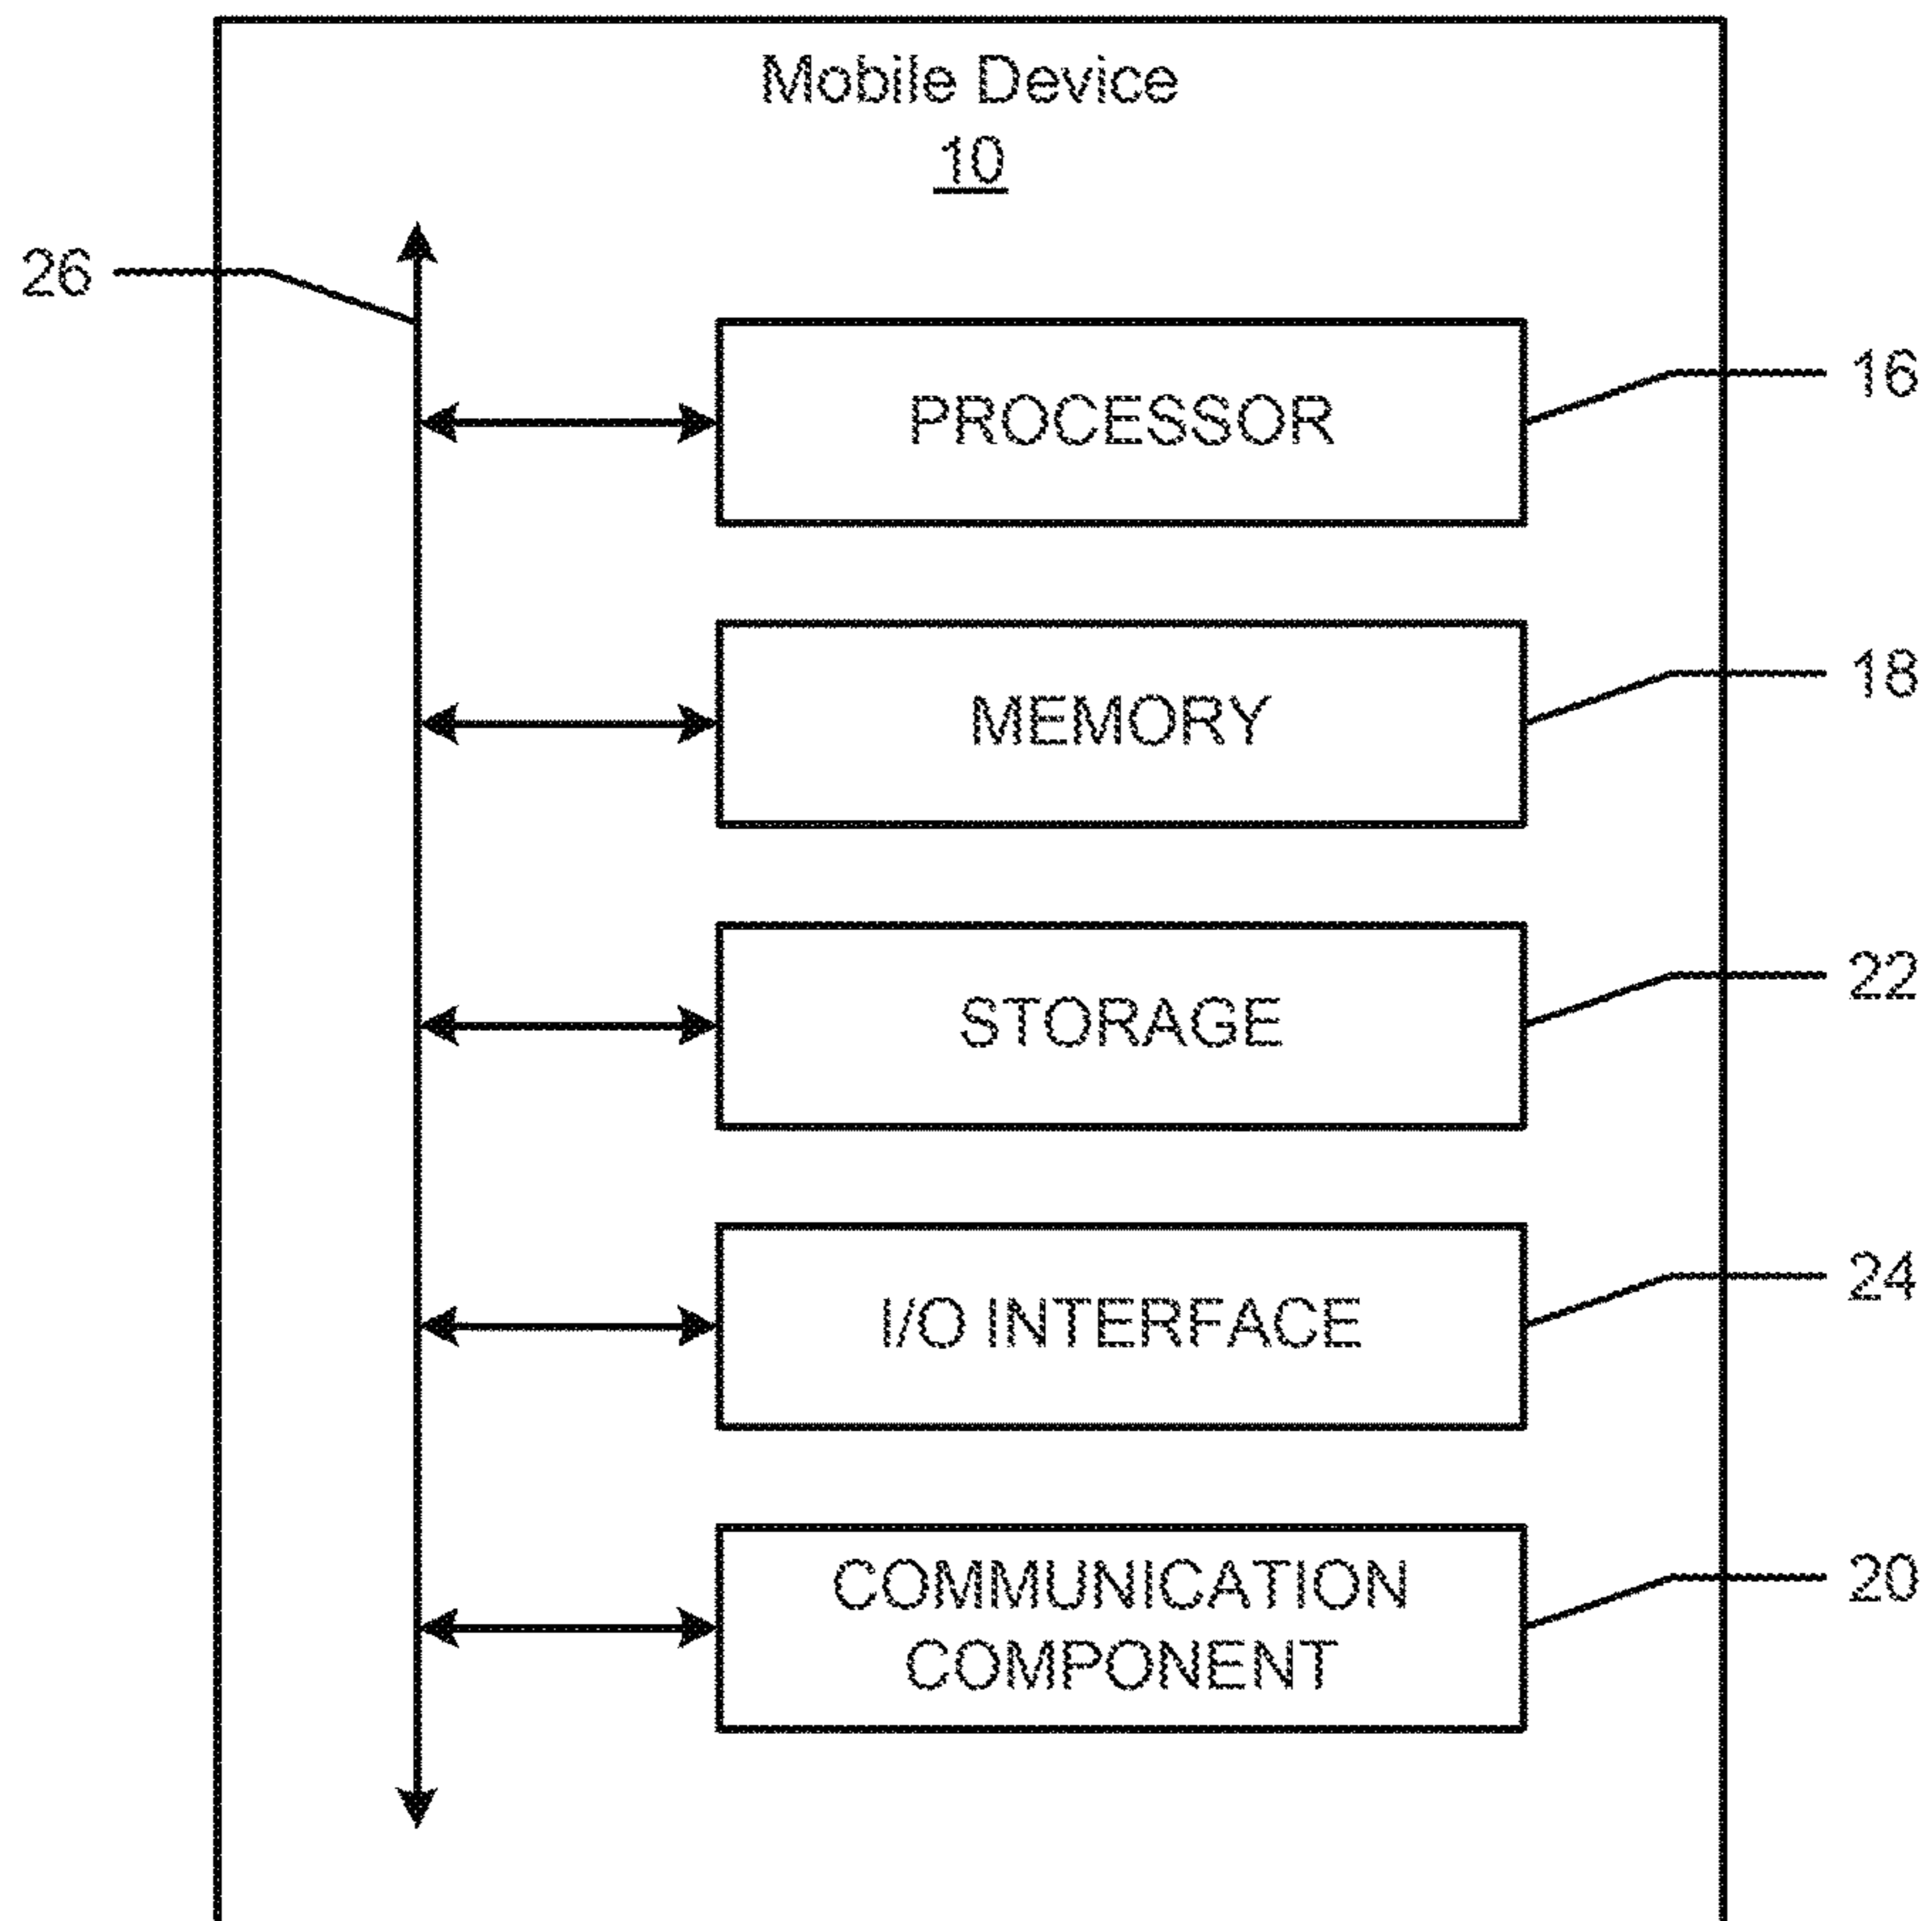 Mobile Device
10
26
PROCESSOR
16
MEMORY
18
STORAGE
22
I/O INTERFACE
24
COMMUNICATION
COMPONENT
20